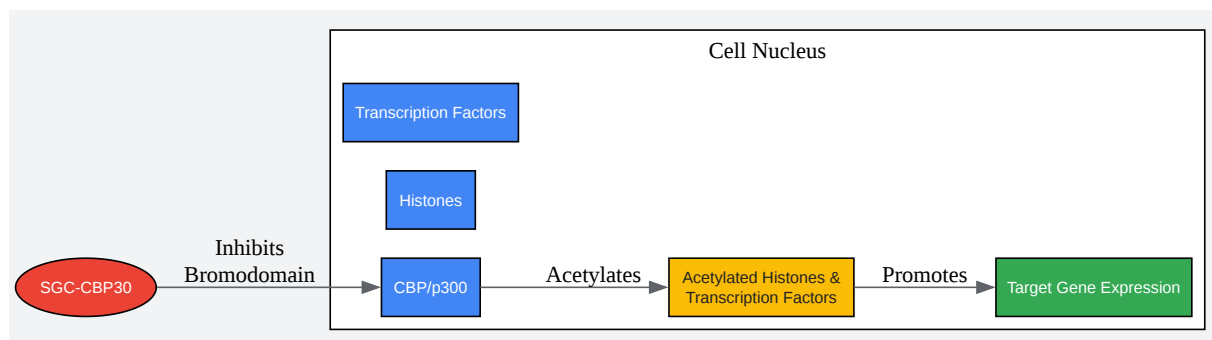 Cell Nucleus
Transcription Factors
Histones
Inhibits
Bromodomain
SGC-CBP30
CBP/p300
Acetylates
Acetylated Histones &
Transcription Factors
Promotes
Target Gene Expression